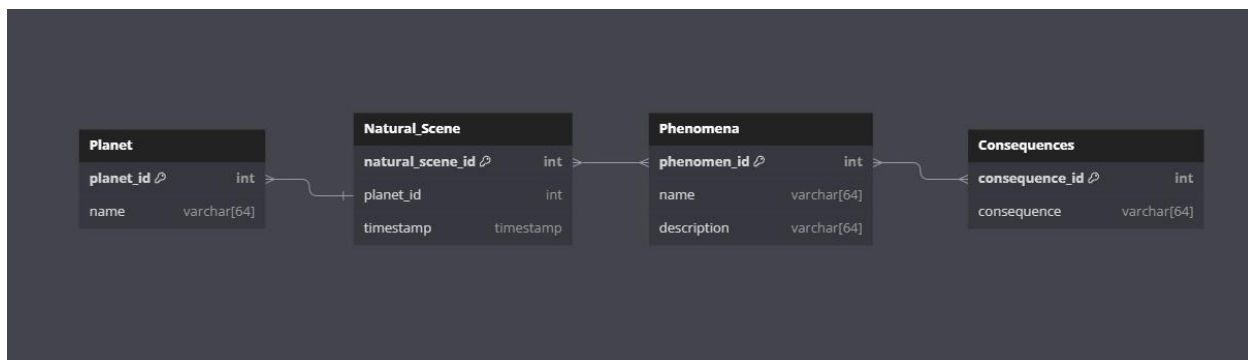 Planet
planet_id int
name varchar[64]
Natural_Scene
natural_scene_id int
planet_id int
timestamp timestamp
Phenomena
phenomen_id int
name varchar[64]
description varchar[64]
Consequences
consequence_id int
consequence varchar[64]